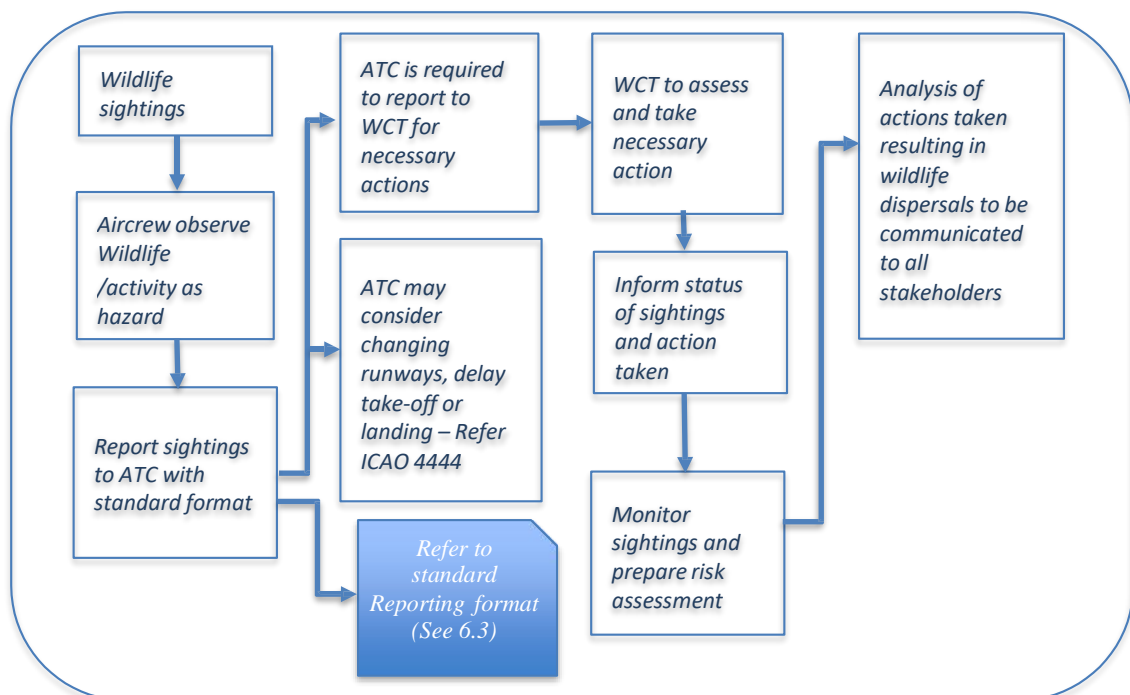 Wildlife
sightings
Aircrew observe
Wildlife
/activity as
hazard
Report sightings
to ATC with
standard format
ATC is required
to report to
WCT for
necessary
actions
ATC may
consider
changing
runways, delay
take-off or
landing – Refer
ICAO 4444
Refer to
standard
Reporting format
(See 6.3)
WCT to assess
and take
necessary
action
Inform status
of sightings
and action
taken
Monitor
sightings and
prepare risk
assessment
Analysis of
actions taken
resulting in
wildlife
dispersals to be
communicated
to all
stakeholders